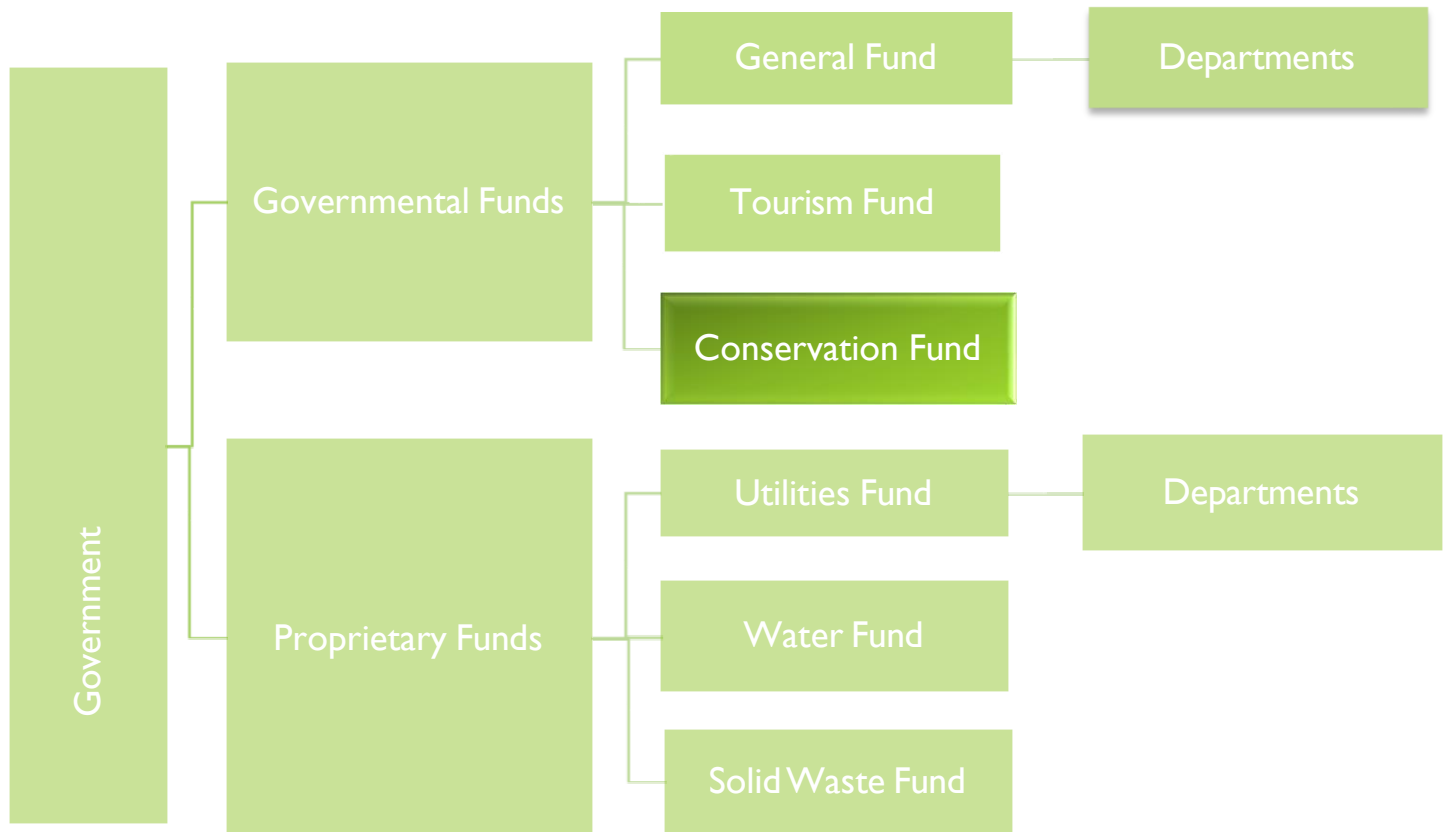 Government
Governmental Funds
General Fund
Departments
Tourism Fund
Conservation Fund
Proprietary Funds
Utilities Fund
Departments
Water Fund
Solid Waste Fund